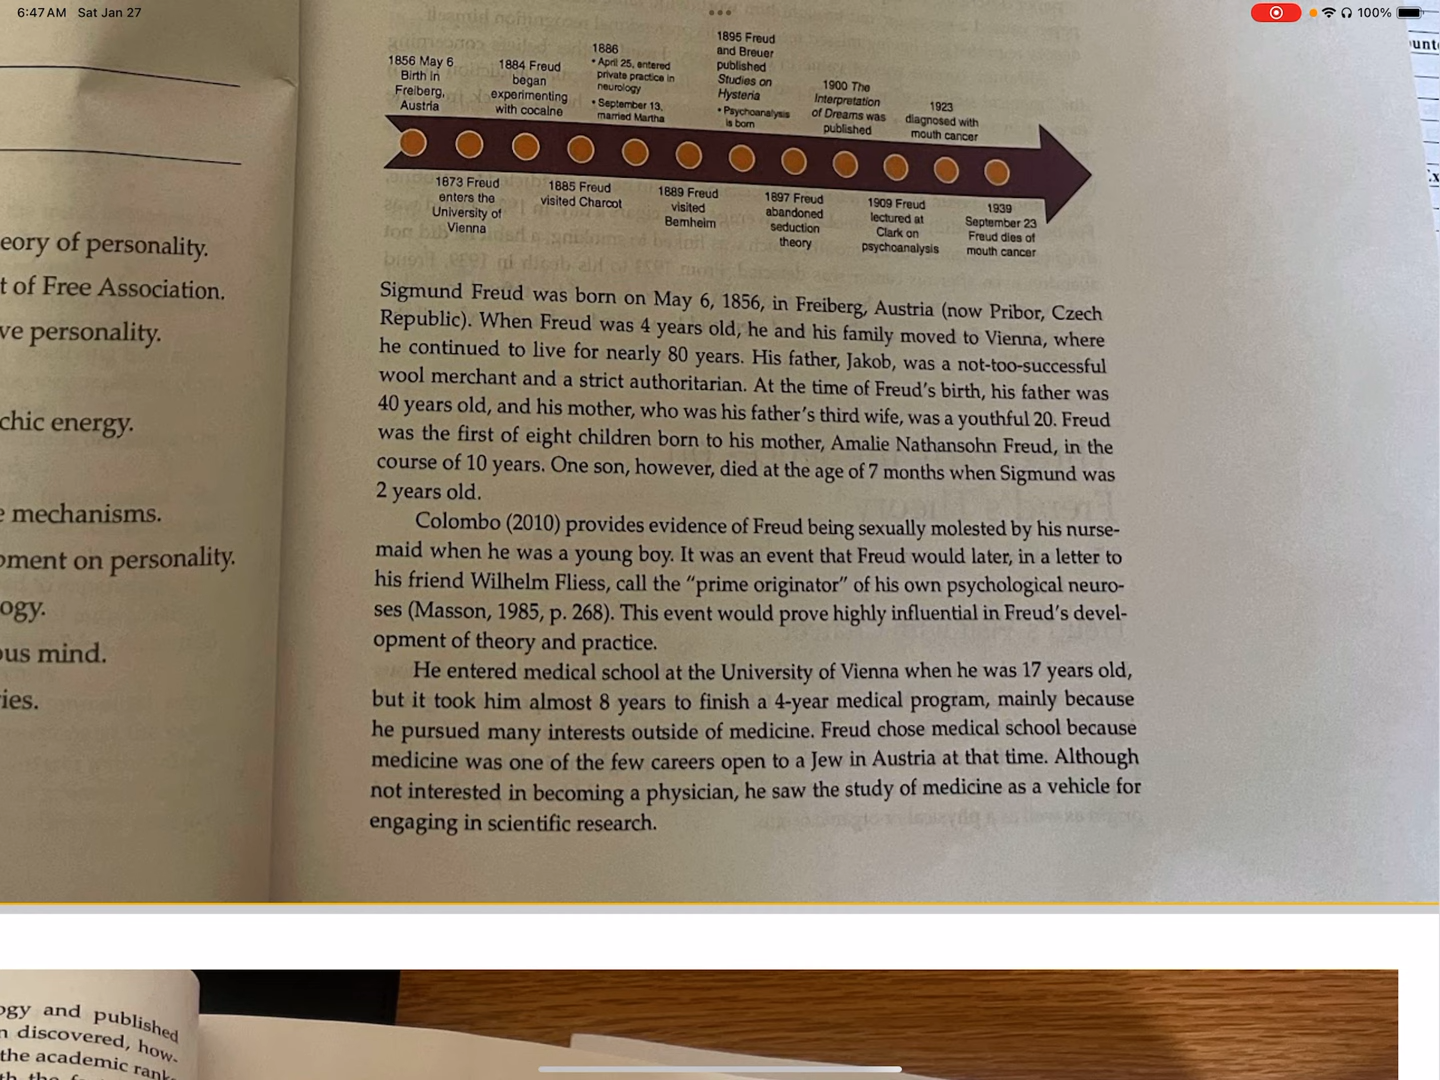 6:47 AM Sat Jan 27
100%
1856 May 6
Birth in
Freiberg,
Austria
1884 Freud
began
experimenting
with cocaine
1886
• April 25, entered
private practice in
neurology
• September 13,
married Martha
1895 Freud
and Breuer
published
Studies on
Hysteria
• Psychoanalysis
is born
1900 The
Interpretation
of Dreams was
published
1923
diagnosed with
mouth cancer
1873 Freud
enters the
University of
Vienna
1885 Freud
visited Charcot
1889 Freud
visited
Bernheim
1897 Freud
abandoned
seduction
theory
1909 Freud
lectured at
Clark on
psychoanalysis
1939
September 23
Freud dies of
mouth cancer
eory of personality.
t of Free Association.
ve personality.
chic energy.
e mechanisms.
pment on personality.
ogy.
ous mind.
ies.
Sigmund Freud was born on May 6, 1856, in Freiberg, Austria (now Pribor, Czech
Republic). When Freud was 4 years old, he and his family moved to Vienna, where
he continued to live for nearly 80 years. His father, Jakob, was a not-too-successful
wool merchant and a strict authoritarian. At the time of Freud's birth, his father was
40 years old, and his mother, who was his father's third wife, was a youthful 20. Freud
was the first of eight children born to his mother, Amalie Nathansohn Freud, in the
course of 10 years. One son, however, died at the age of 7 months when Sigmund was
2 years old.
Colombo (2010) provides evidence of Freud being sexually molested by his nurse-
maid when he was a young boy. It was an event that Freud would later, in a letter to
his friend Wilhelm Fliess, call the “prime originator” of his own psychological neuro-
ses (Masson, 1985, p. 268). This event would prove highly influential in Freud's devel-
opment of theory and practice.
He entered medical school at the University of Vienna when he was 17 years old,
but it took him almost 8 years to finish a 4-year medical program, mainly because
he pursued many interests outside of medicine. Freud chose medical school because
medicine was one of the few careers open to a Jew in Austria at that time. Although
not interested in becoming a physician, he saw the study of medicine as a vehicle for
engaging in scientific research.
ogy and published
n discovered, how-
the academic rank